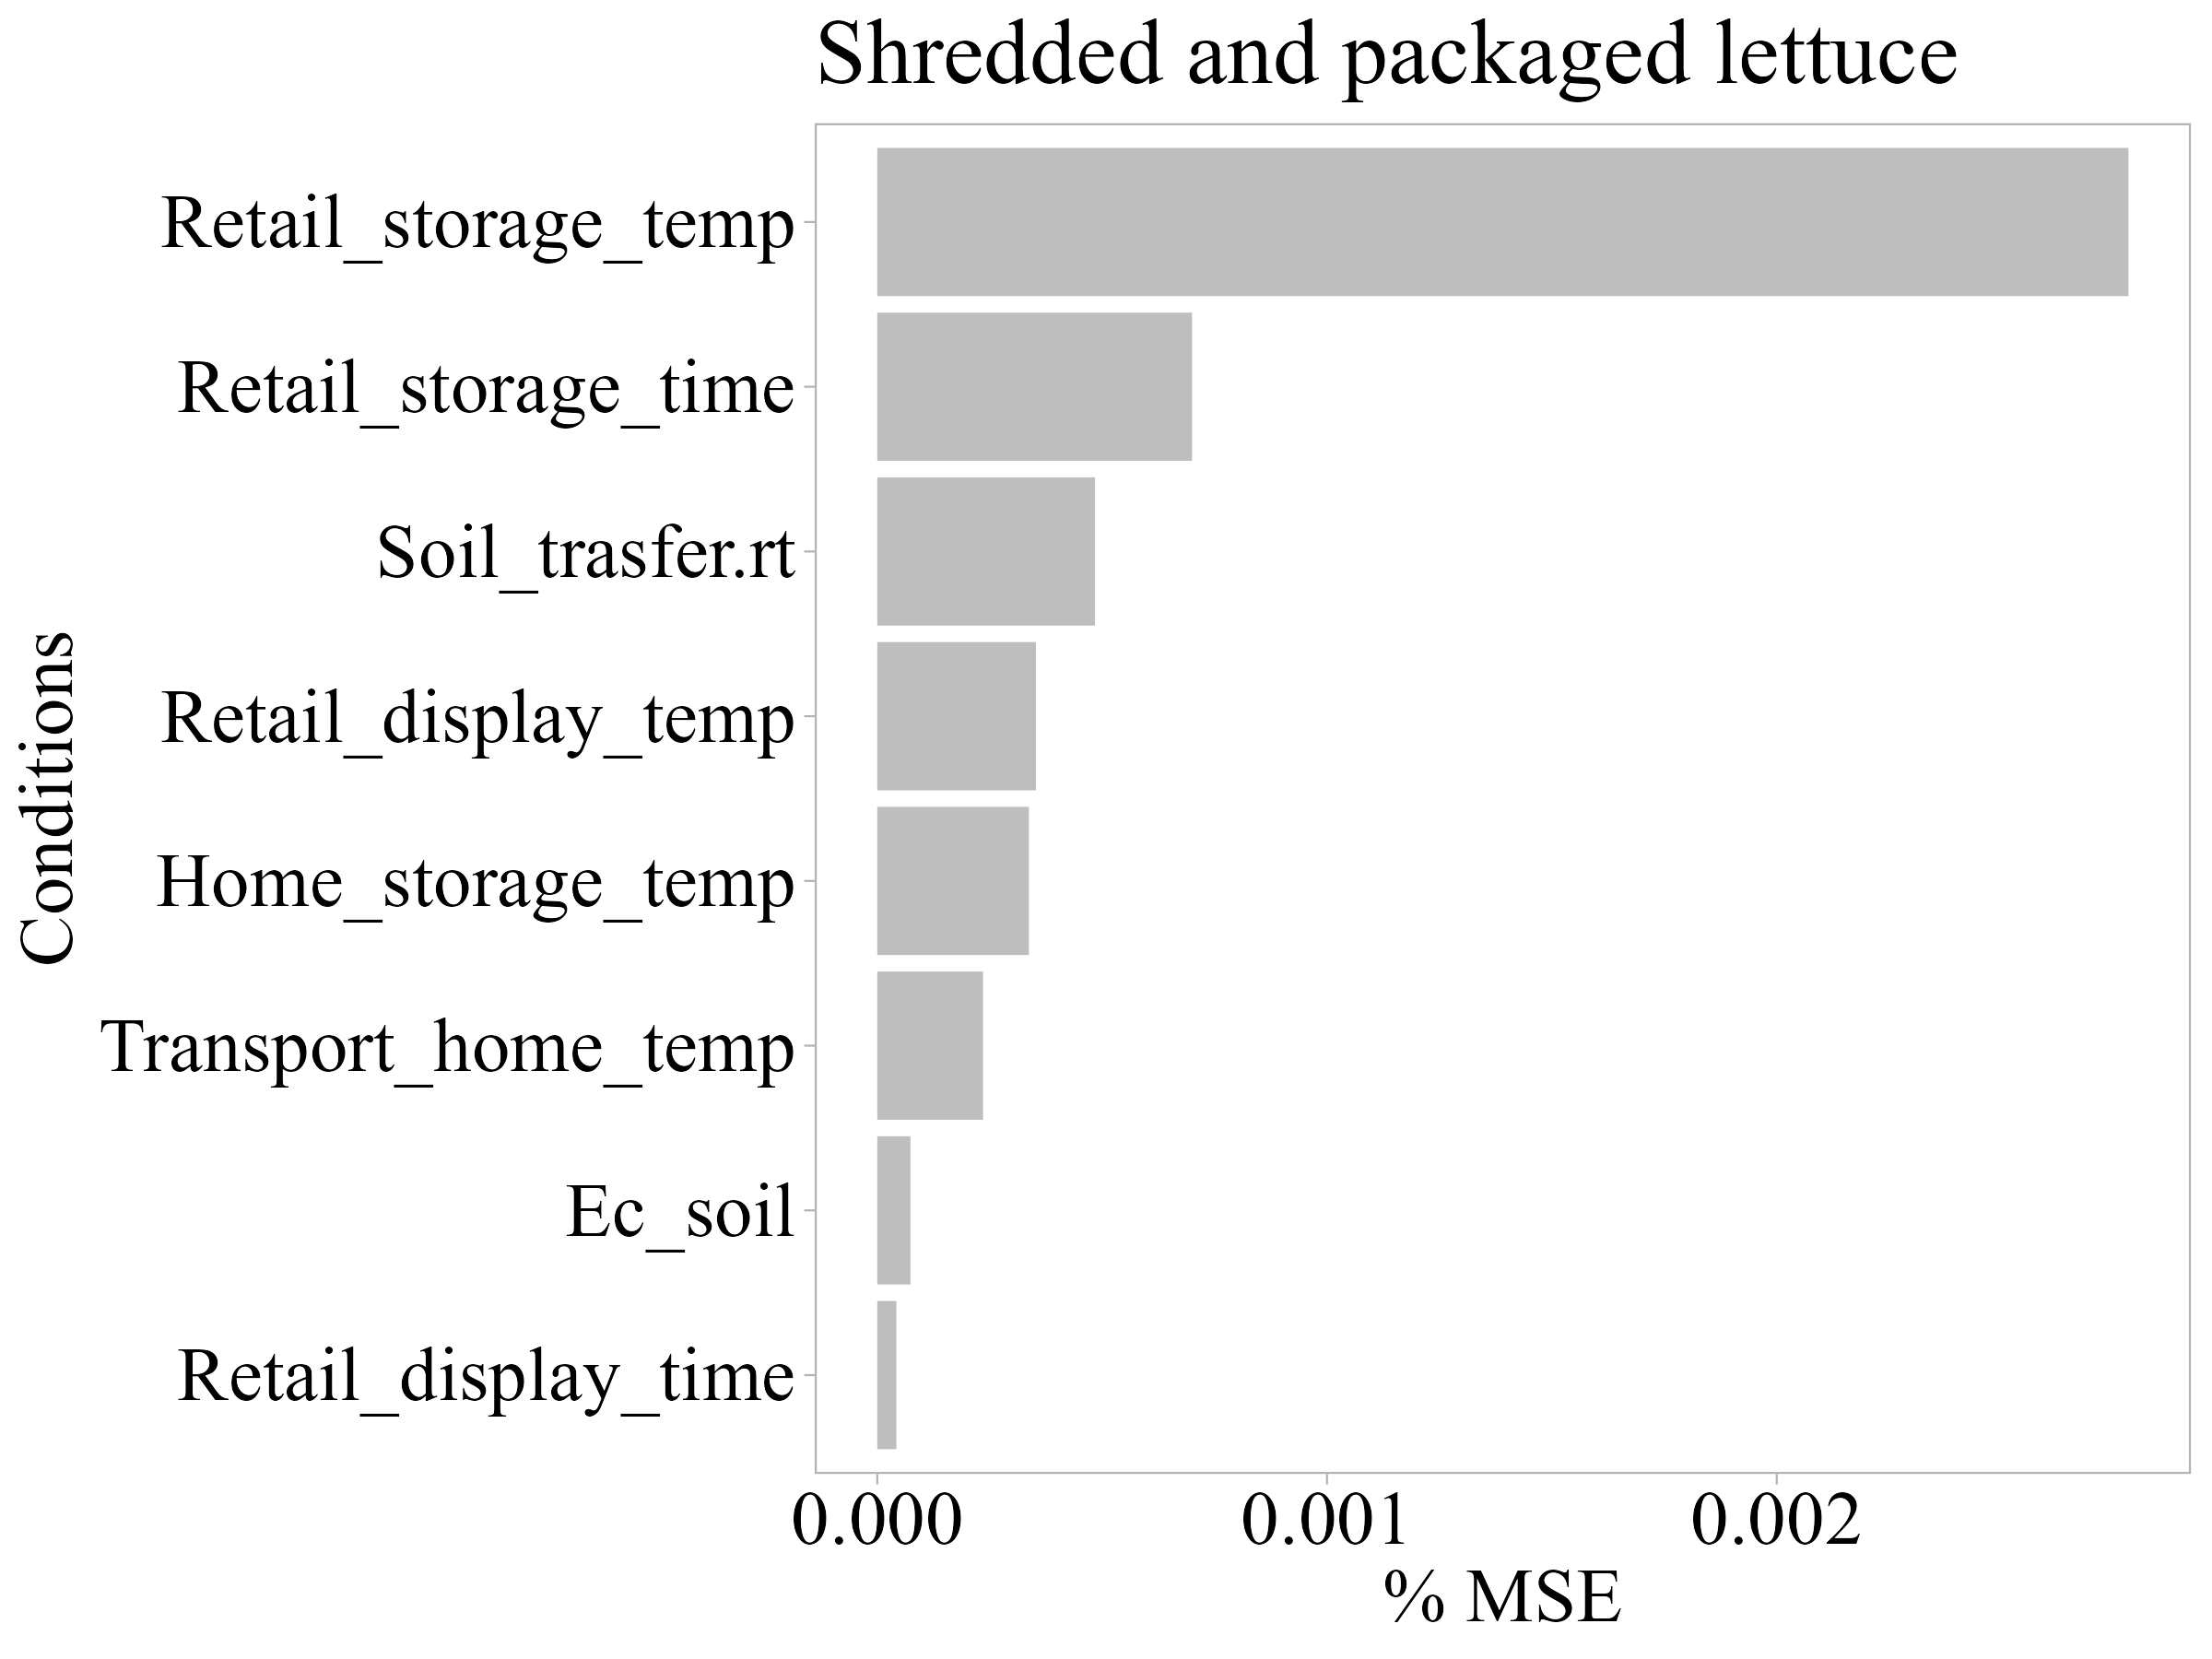 Shredded and packaged lettuce
Conditions
Retail_storage_temp
Retail_storage_time
Soil_trasfer.rt
Retail_display_temp
Home_storage_temp
Transport_home_temp
Ec_soil
Retail_display_time
0.000 0.001 0.002
% MSE